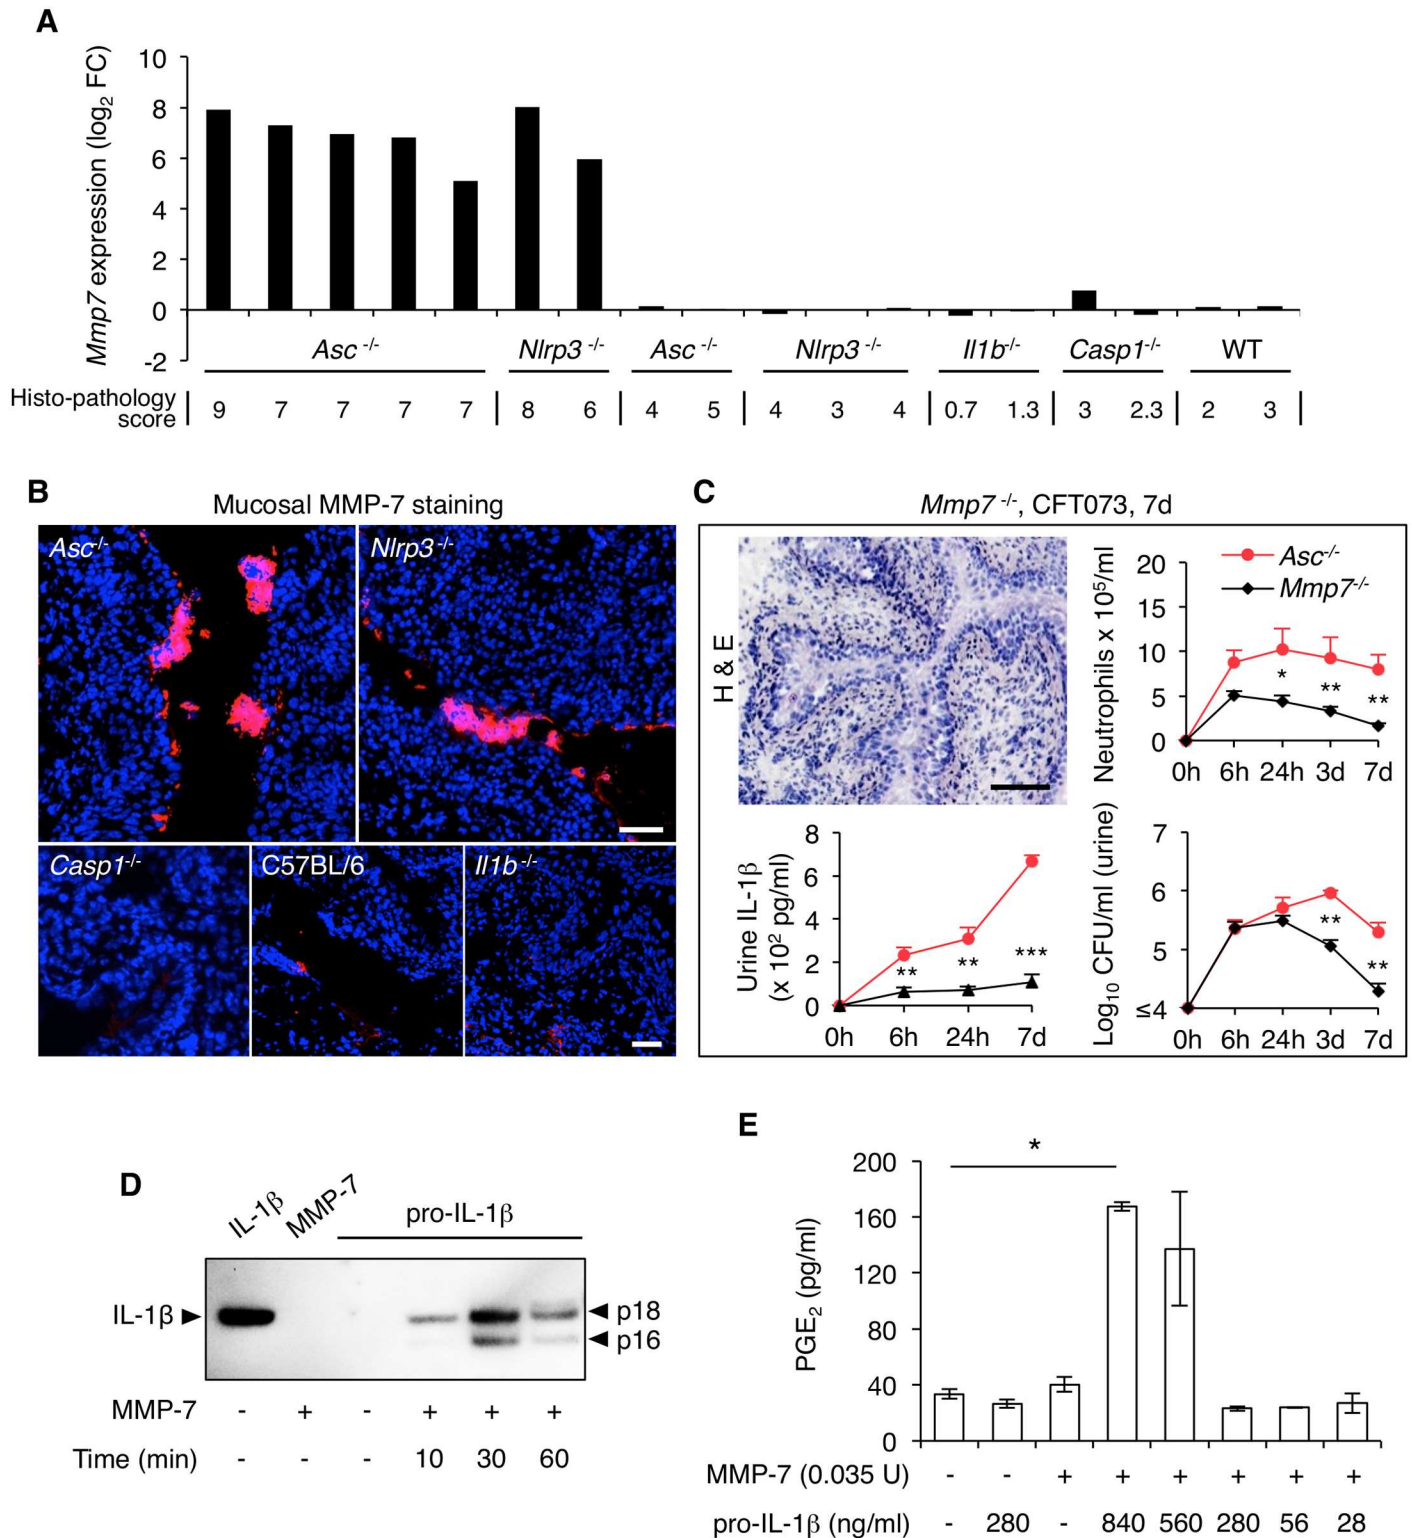 A
Mmp7 expression (log2 FC)
10
8
6
4
2
0
-2
Asc -/- Nlrp3 -/- Asc -/- Nlrp3 -/- Il1b-/- Casp1-/- WT
Histo-pathology score
9 7 7 7 7 8 6 4 5 4 3 4 0.7 1.3 3 2.3 2 3
B
Mucosal MMP-7 staining
Asc-/- Nlrp3 -/-
Casp1-/- C57BL/6 Il1b -/-
C
Mmp7 -/-, CFT073, 7d
H & E
Neutrophils x 10⁵/ml
20
15
10
5
0
Asc-/-
Mmp7-/-
* ** **
0h 6h 24h 3d 7d
Urine IL-1β
(x 10² pg/ml)
8
6
4
2
0
** ** ***
0h 6h 24h 7d
Log10 CFU/ml (urine)
7
6
5
≤4
**
**
0h 6h 24h 3d 7d
D
IL-1β MMP-7 pro-IL-1β
IL-1β
p18
p16
MMP-7 - + - + + +
Time (min) - - - 10 30 60
E
PGE2 (pg/ml)
200
160
120
80
40
0
*
MMP-7 (0.035 U) - - + + + + + +
pro-IL-1β (ng/ml) - 280 - 840 560 280 56 28